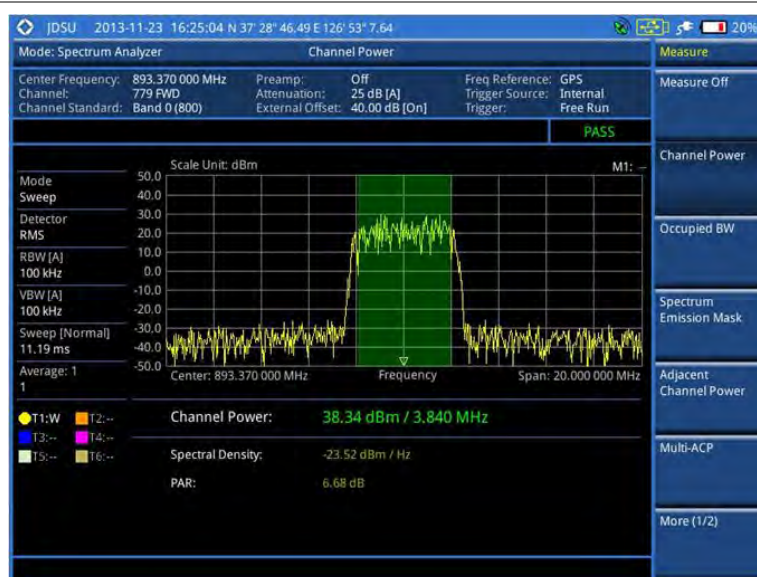 JDSU 2013-11-23 16:25:04 N 37° 28" 46.49 E 126° 53" 7.64 20%
Mode: Spectrum Analyzer Channel Power Measure
Center Frequency: 893.370 000 MHz Preamp: Off Freq Reference: GPS
Channel: 779 FWD Attenuation: 25 dB [A] Trigger Source: Internal
Channel Standard: Band 0 (800) External Offset: 40.00 dB [On] Trigger: Free Run
Measure Off
PASS
Scale Unit: dBm M1: --
Channel Power
Mode
Sweep
Detector
RMS
RBW [A]
100 kHz
VBW [A]
100 kHz
Sweep [Normal]
11.19 ms
Average: 1
1
50.0
40.0
30.0
20.0
10.0
0.0
-10.0
-20.0
-30.0
-40.0
-50.0
Center: 893.370 000 MHz Frequency Span: 20.000 000 MHz
Occupied BW
Spectrum
Emission Mask
Adjacent
Channel Power
Multi-ACP
More (1/2)
T1:W T2:--
T3:-- T4:--
T5:-- T6:--
Channel Power: 38.34 dBm / 3.840 MHz
Spectral Density: -23.52 dBm / Hz
PAR: 6.68 dB